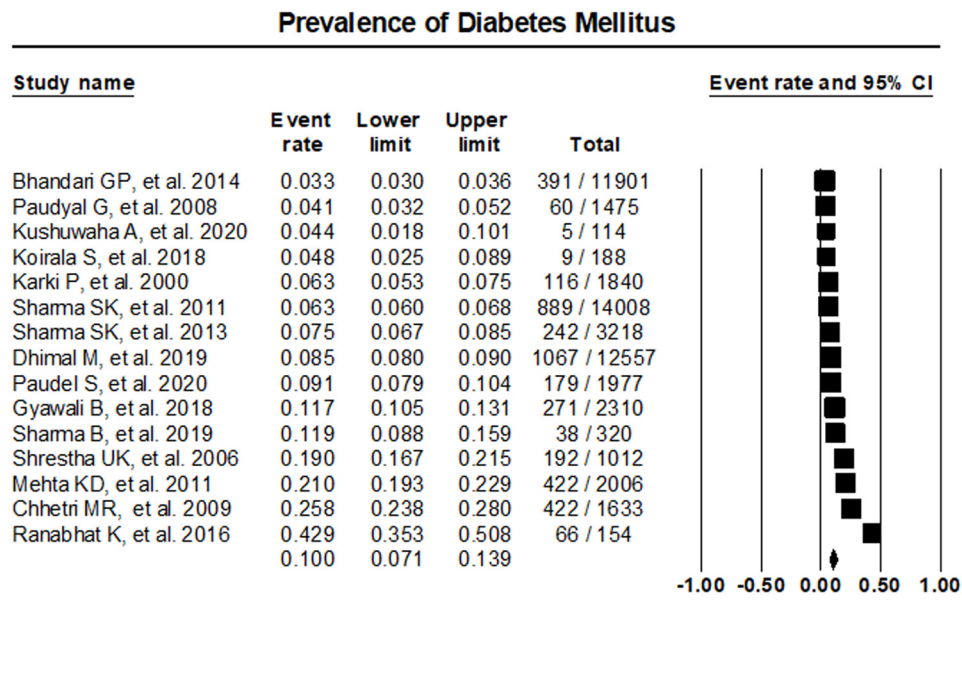 Prevalence of Diabetes Mellitus
Study name Event rate and 95% CI
Event Lower Upper
rate limit limit Total
Bhandari GP, et al. 2014 0.033 0.030 0.036 391 / 11901
Paudyal G, et al. 2008 0.041 0.032 0.052 60 / 1475
Kushuwaha A, et al. 2020 0.044 0.018 0.101 5 / 114
Koirala S, et al. 2018 0.048 0.025 0.089 9 / 188
Karki P, et al. 2000 0.063 0.053 0.075 116 / 1840
Sharma SK, et al. 2011 0.063 0.060 0.068 889 / 14008
Sharma SK, et al. 2013 0.075 0.067 0.085 242 / 3218
Dhimal M, et al. 2019 0.085 0.080 0.090 1067 / 12557
Paudel S, et al. 2020 0.091 0.079 0.104 179 / 1977
Gyawali B, et al. 2018 0.117 0.105 0.131 271 / 2310
Sharma B, et al. 2019 0.119 0.088 0.159 38 / 320
Shrestha UK, et al. 2006 0.190 0.167 0.215 192 / 1012
Mehta KD, et al. 2011 0.210 0.193 0.229 422 / 2006
Chhetri MR, et al. 2009 0.258 0.238 0.280 422 / 1633
Ranabhat K, et al. 2016 0.429 0.353 0.508 66 / 154
0.100 0.071 0.139
-1.00 -0.50 0.00 0.50 1.00